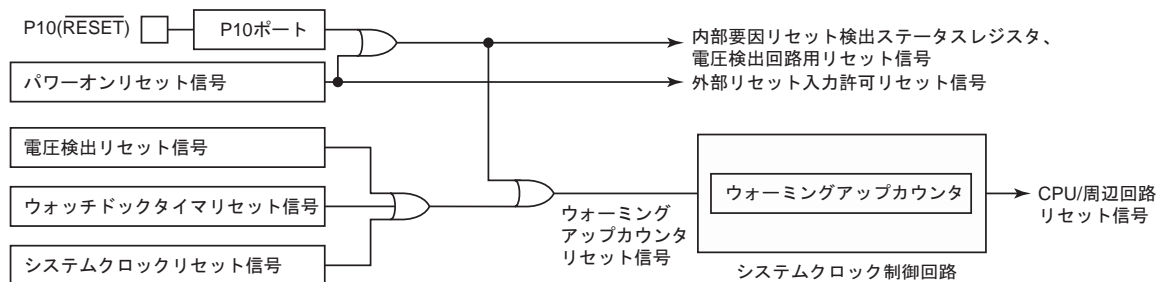 P10(RESET)
P10ポート
内部要因リセット検出ステータスレジスタ、
電圧検出回路用リセット信号
パワーオンリセット信号
外部リセット入力許可リセット信号
電圧検出リセット信号
ウォッチドックタイマリセット信号
システムクロックリセット信号
ウォーミング
アップカウンタ
リセット信号
ウォーミングアップカウンタ
システムクロック制御回路
CPU/周辺回路
リセット信号